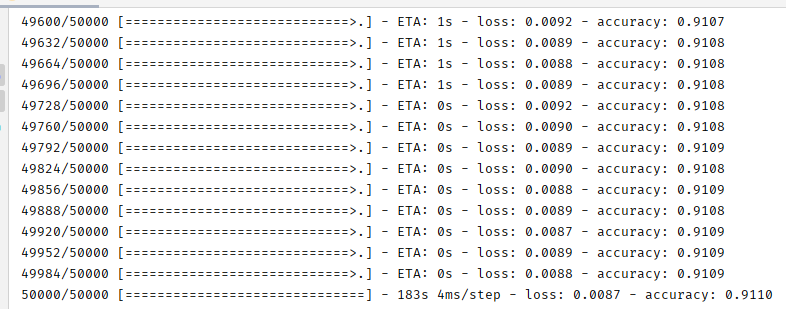 49600/50000 [=============================>.] - ETA: 1s - loss: 0.0092 - accuracy: 0.9107
49632/50000 [=============================>.] - ETA: 1s - loss: 0.0089 - accuracy: 0.9108
49664/50000 [=============================>.] - ETA: 1s - loss: 0.0088 - accuracy: 0.9108
49696/50000 [=============================>.] - ETA: 1s - loss: 0.0089 - accuracy: 0.9108
49728/50000 [=============================>.] - ETA: 0s - loss: 0.0092 - accuracy: 0.9108
49760/50000 [=============================>.] - ETA: 0s - loss: 0.0090 - accuracy: 0.9108
49792/50000 [=============================>.] - ETA: 0s - loss: 0.0089 - accuracy: 0.9109
49824/50000 [=============================>.] - ETA: 0s - loss: 0.0090 - accuracy: 0.9108
49856/50000 [=============================>.] - ETA: 0s - loss: 0.0088 - accuracy: 0.9109
49888/50000 [=============================>.] - ETA: 0s - loss: 0.0089 - accuracy: 0.9108
49920/50000 [=============================>.] - ETA: 0s - loss: 0.0087 - accuracy: 0.9109
49952/50000 [=============================>.] - ETA: 0s - loss: 0.0089 - accuracy: 0.9109
49984/50000 [=============================>.] - ETA: 0s - loss: 0.0088 - accuracy: 0.9109
50000/50000 [==============================] - 183s 4ms/step - loss: 0.0087 - accuracy: 0.9110